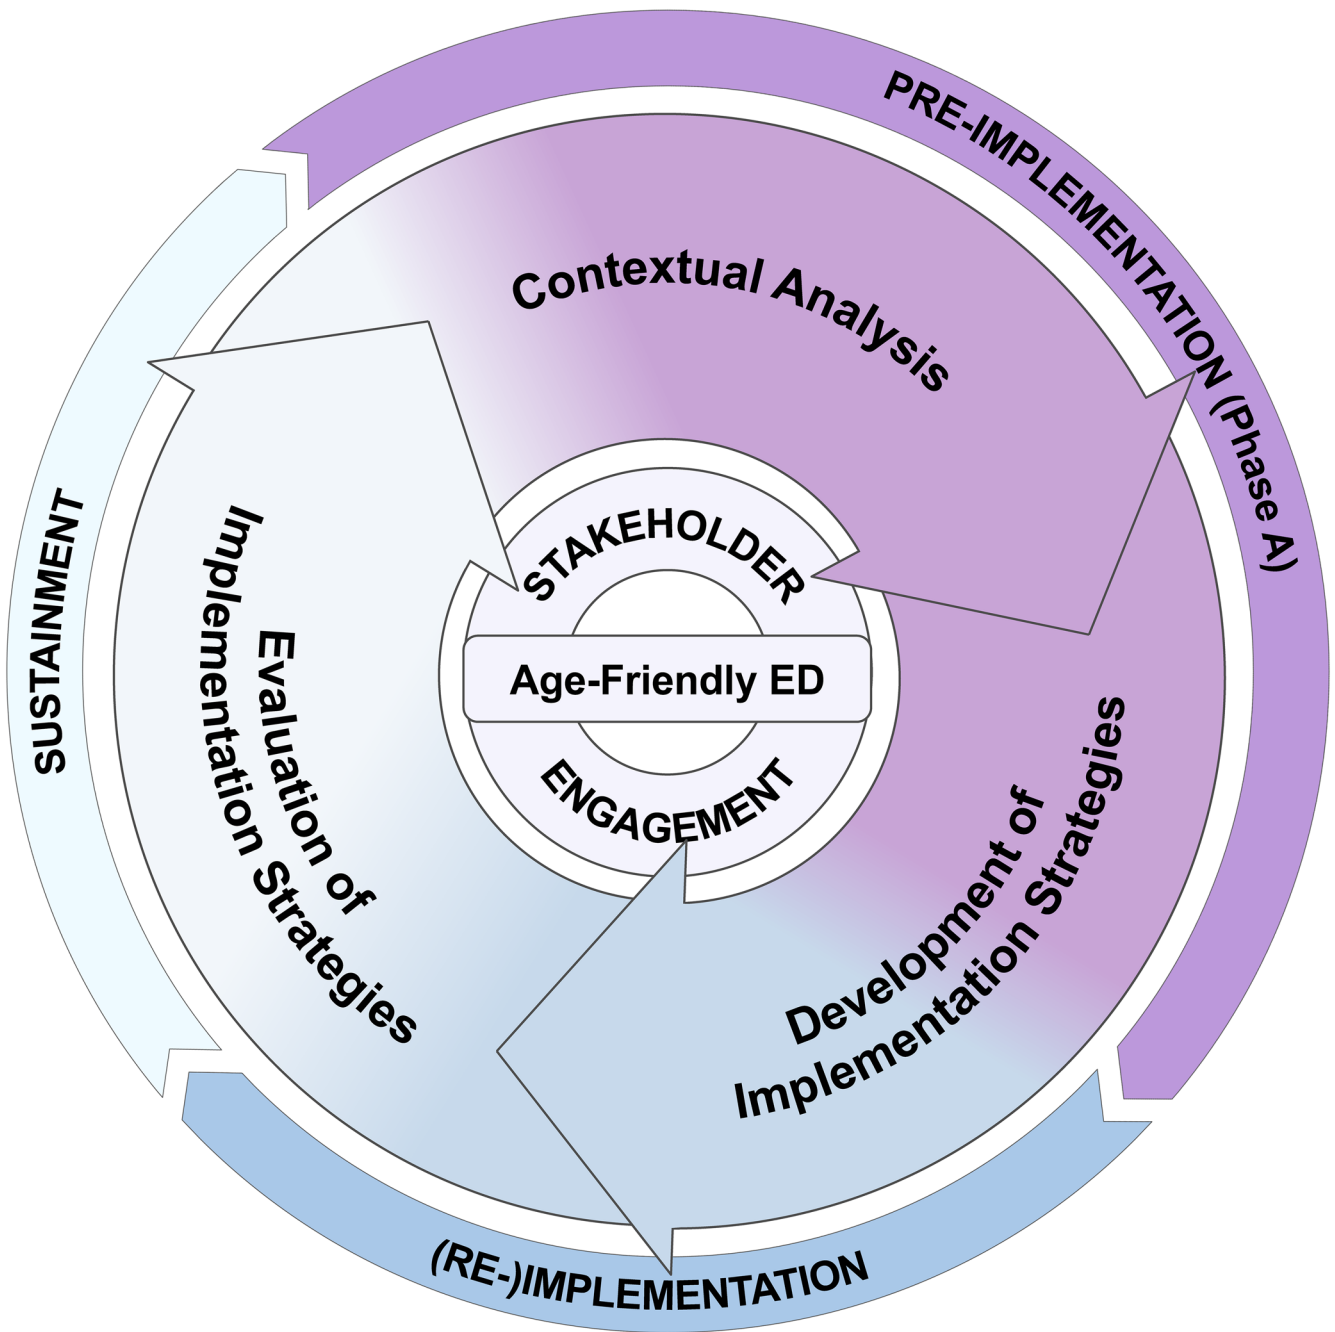 PRE-IMPLEMENTATION (Phase A)
Contextual Analysis
STAKEHOLDER
Age-Friendly ED
ENGAGEMENT
Development of
Implementation Strategies
(RE-)IMPLEMENTATION
Evaluation of
Implementation Strategies
SUSTAINMENT